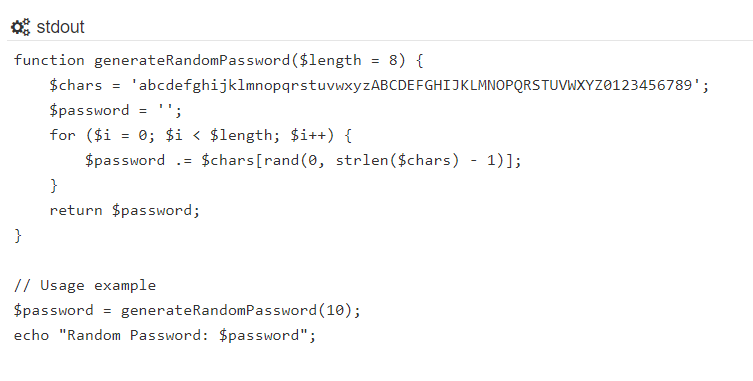 stdout
function generateRandomPassword($length = 8) {
    $chars = 'abcdefghijklmnopqrstuvwxyzABCDEFGHIJKLMNOPQRSTUVWXYZ0123456789';
    $password = '';
    for ($i = 0; $i < $length; $i++) {
        $password .= $chars[rand(0, strlen($chars) - 1)];
    }
    return $password;
}

// Usage example
$password = generateRandomPassword(10);
echo "Random Password: $password";